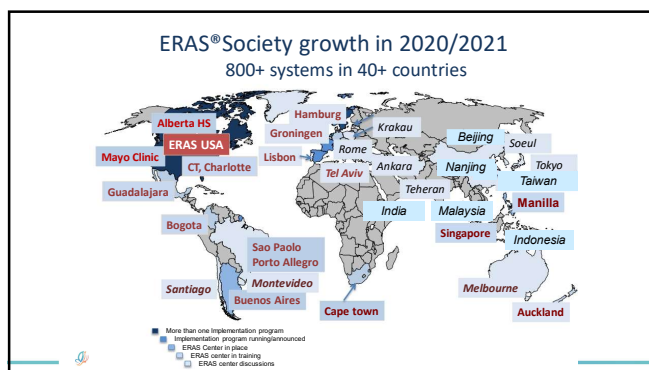 ERAS®Society growth in 2020/2021
800+ systems in 40+ countries
Alberta HS
ERAS USA
Mayo Clinic
CT, Charlotte
Guadalajara
Bogota
Sao Paolo
Porto Allegro
Santiago
Montevideo
Buenos Aires
Hamburg
Groningen
Krakau
Lisbon
Rome
Tel Aviv
Ankara
Teheran
Beijing
Soeul
Nanjing
Tokyo
Taiwan
India
Malaysia
Manilla
Singapore
Indonesia
Cape town
Melbourne
Auckland
More than one Implementation program
Implementation program running/announced
ERAS Center in place
ERAS center in training
ERAS center discussions